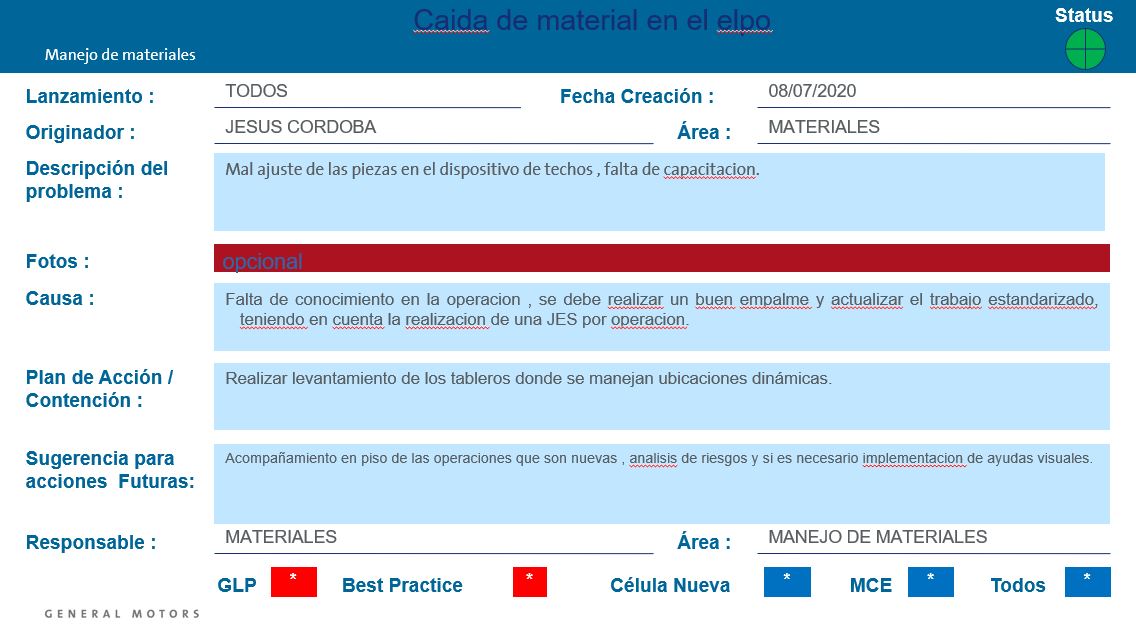 Caida de material en el elpo
Status
Manejo de materiales
Lanzamiento : TODOS Fecha Creación : 08/07/2020
Originador : JESUS CORDOBA Área : MATERIALES
Descripción del problema : Mal ajuste de las piezas en el dispositivo de techos , falta de capacitacion.
Fotos : opcional
Causa : Falta de conocimiento en la operacion , se debe realizar un buen empalme y actualizar el trabajo estandarizado,
teniendo en cuenta la realizacion de una JES por operacion.
Plan de Acción /
Contención :
Realizar levantamiento de los tableros donde se manejan ubicaciones dinámicas.
Sugerencia para
acciones Futuras:
Acompañamiento en piso de las operaciones que son nuevas , analisis de riesgos y si es necesario implementacion de ayudas visuales.
Responsable : MATERIALES Área : MANEJO DE MATERIALES
GLP * Best Practice * Célula Nueva * MCE * Todos *
GENERAL MOTORS